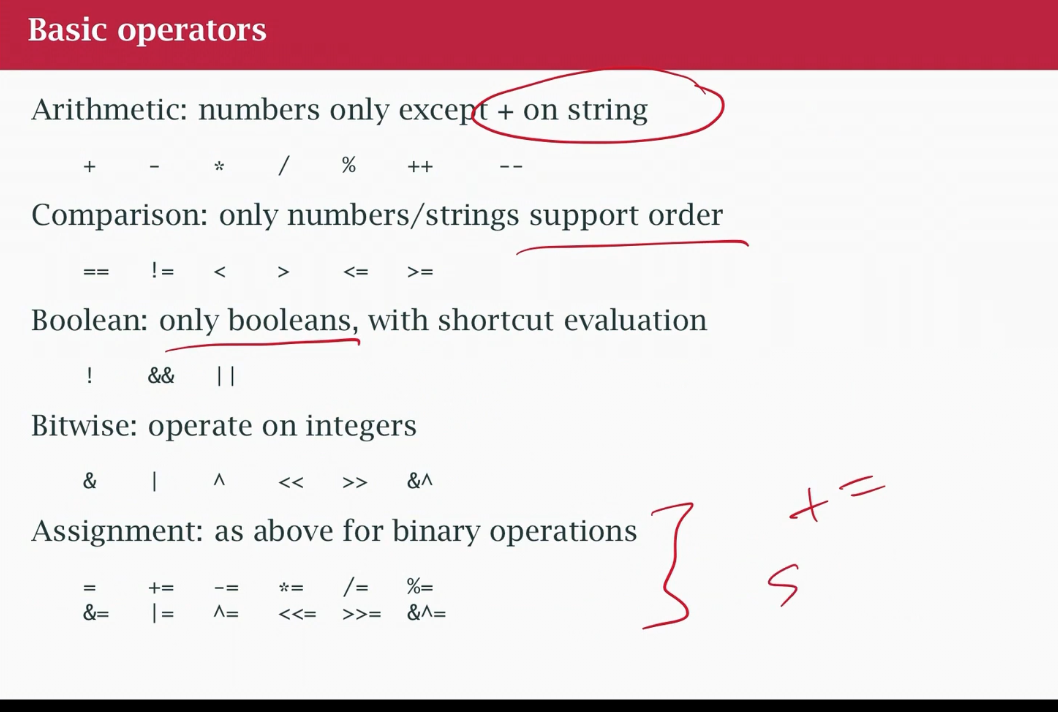 Basic operators
Arithmetic: numbers only except + on string
+ - * / % ++ --
Comparison: only numbers/strings support order
== != < > <= >=
Boolean: only booleans, with shortcut evaluation
! && ||
Bitwise: operate on integers
& | ^ << >> &^
+=
Assignment: as above for binary operations
s
= += -= *= /= %=
&= |= ^= <<= >>= &^=